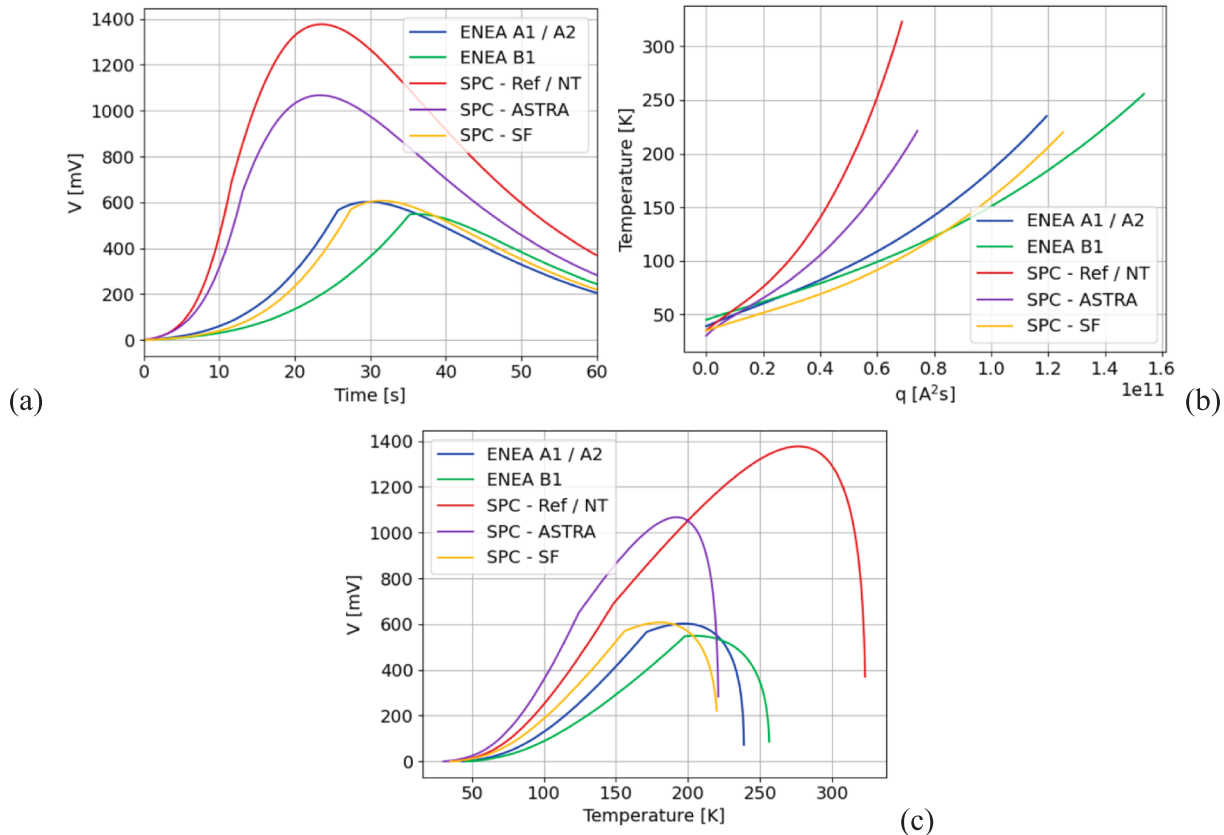 1400
1200
1000
800
600
400
200
0
V [mV]
0 10 20 30 40 50 60
Time [s]
ENEA A1 / A2
ENEA B1
SPC - Ref / NT
SPC - ASTRA
SPC - SF
(a)
300
250
200
150
100
50
Temperature [K]
0.0 0.2 0.4 0.6 0.8 1.0 1.2 1.4 1.6
1e11
q [A²s]
ENEA A1 / A2
ENEA B1
SPC - Ref / NT
SPC - ASTRA
SPC - SF
(b)
1400
1200
1000
800
600
400
200
0
V [mV]
50 100 150 200 250 300
Temperature [K]
ENEA A1 / A2
ENEA B1
SPC - Ref / NT
SPC - ASTRA
SPC - SF
(c)